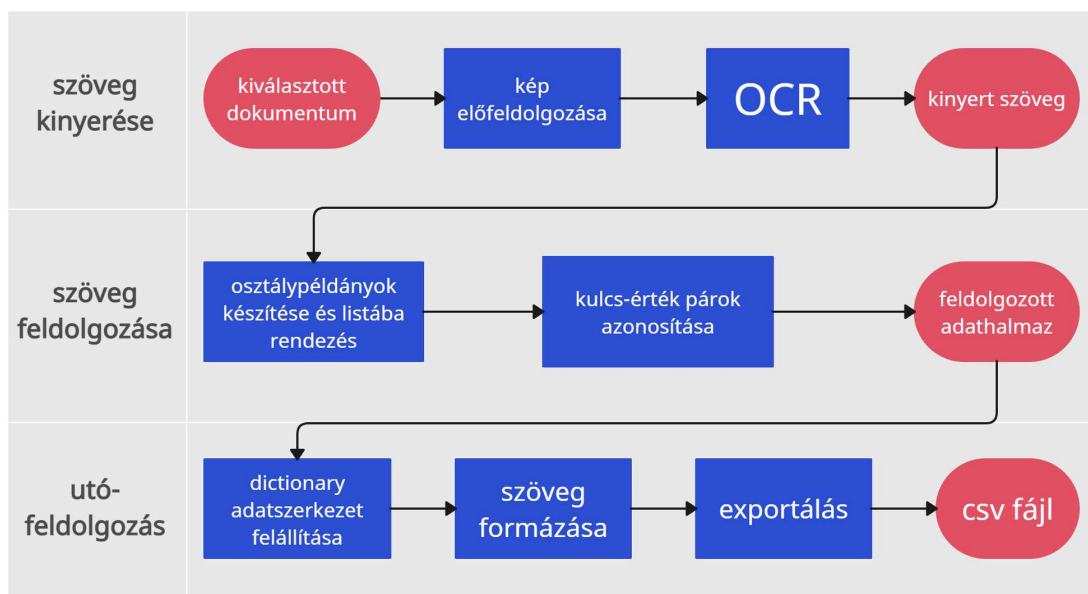 szöveg
kinyerése
kiválasztott
dokumentum
kép
előfeldolgozása
OCR
kinyert szöveg
szöveg
feldolgozása
osztálypéldányok
készítése és listába
rendezés
kulcs-érték párok
azonosítása
feldolgozott
adathalmaz
utó-
feldolgozás
dictionary
adatszerkezet
felállítása
szöveg
formázása
exportálás
csv fájl